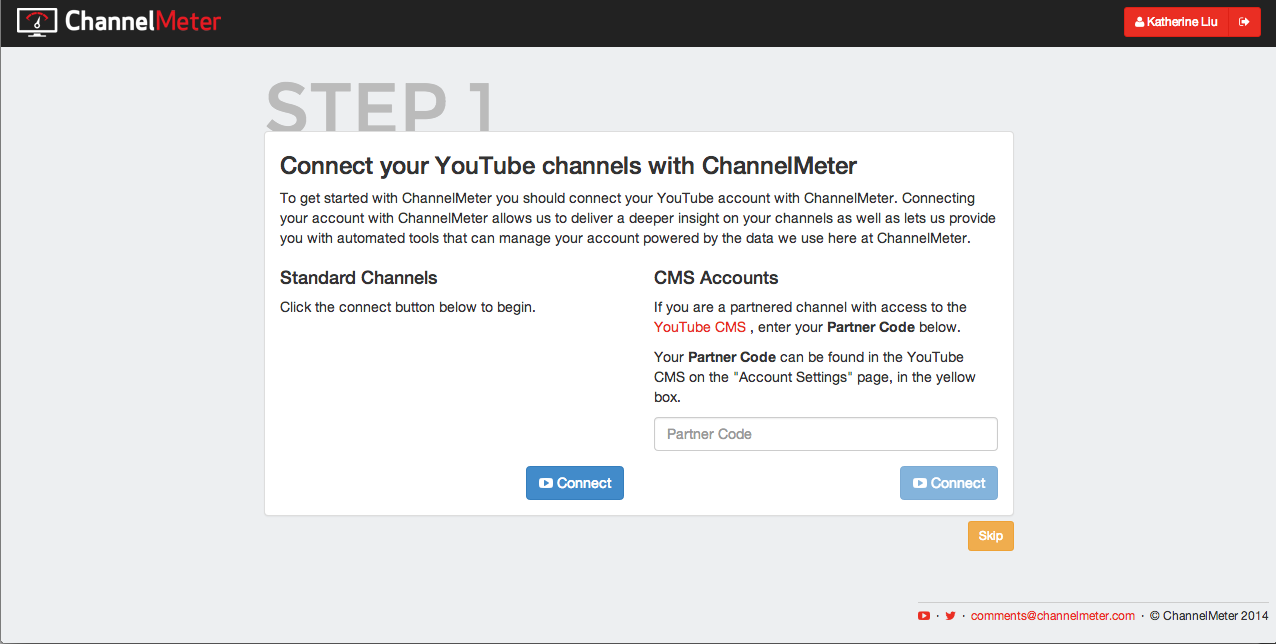 ChannelMeter
Katherine Liu
STEP 1
Connect your YouTube channels with ChannelMeter
To get started with ChannelMeter you should connect your YouTube account with ChannelMeter. Connecting
your account with ChannelMeter allows us to deliver a deeper insight on your channels as well as lets us provide
you with automated tools that can manage your account powered by the data we use here at ChannelMeter.
Standard Channels
Click the connect button below to begin.
Connect
CMS Accounts
If you are a partnered channel with access to the
YouTube CMS , enter your Partner Code below.
Your Partner Code can be found in the YouTube
CMS on the "Account Settings" page, in the yellow
box.
Partner Code
Connect
Skip
· · comments@channelmeter.com · © ChannelMeter 2014